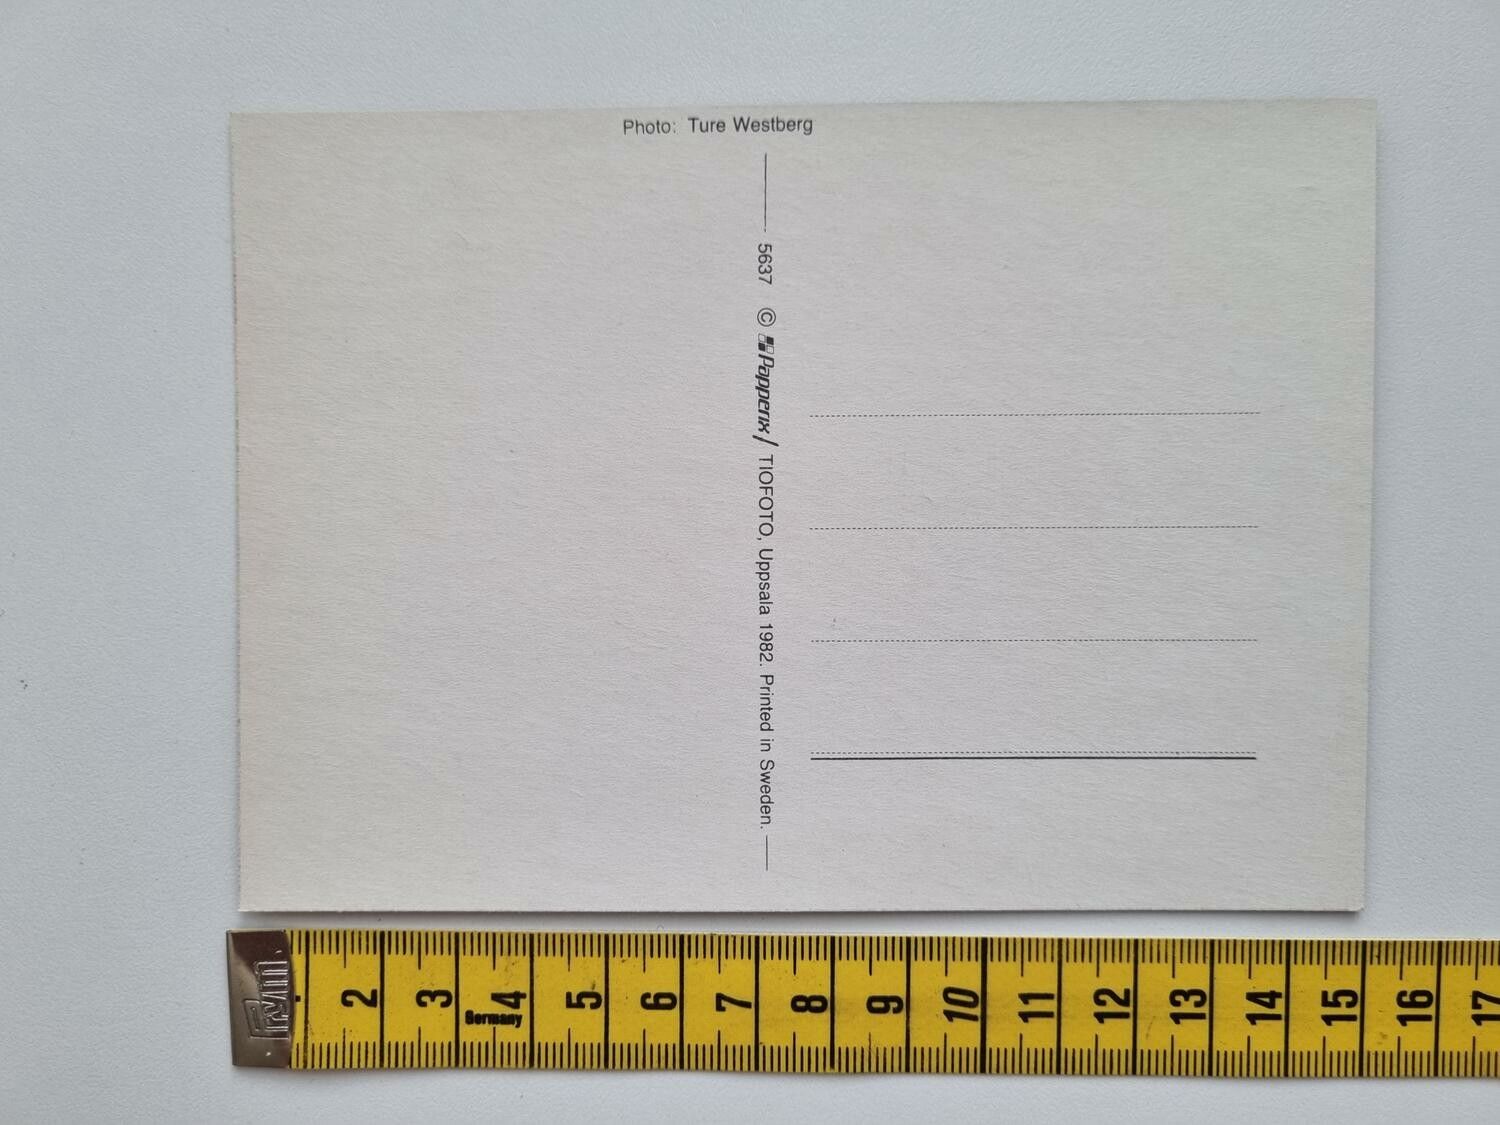 Photo: Ture Westberg
5637 © Papperix / TIOFOTO, Uppsala 1982. Printed in Sweden.
2 3 4 5 6 7 8 9 10 11 12 13 14 15 16 17
Germany
Prym.